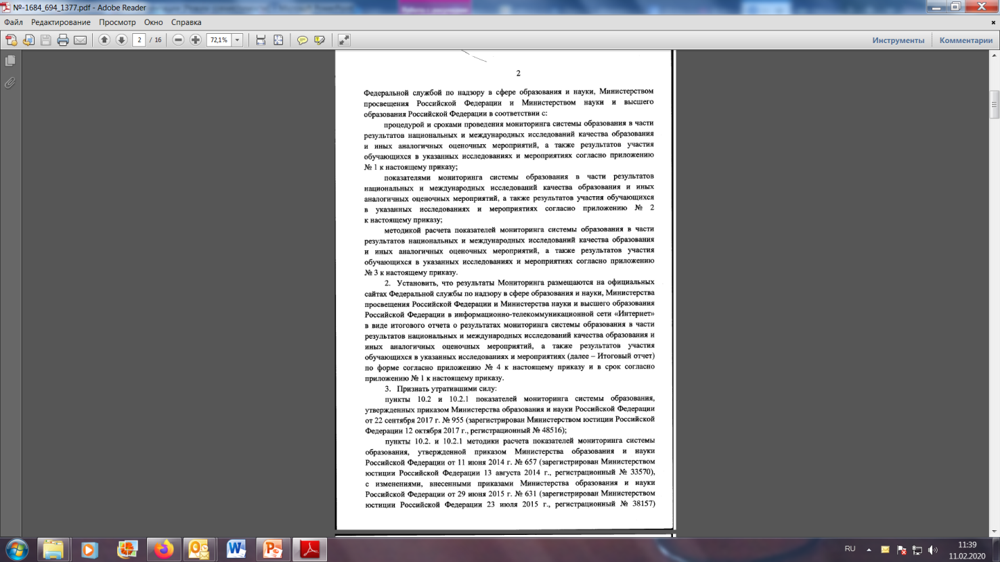 №-1684_694_1377.pdf - Adobe Reader
Файл Редактирование Просмотр Окно Справка
2 / 16 72,1% Инструменты Комментарии
2
Федеральной службой по надзору в сфере образования и науки, Министерством
просвещения Российской Федерации и Министерством науки и высшего
образования Российской Федерации в соответствии с:
процедурой и сроками проведения мониторинга системы образования в части
результатов национальных и международных исследований качества образования
и иных аналогичных оценочных мероприятий, а также результатов участия
обучающихся в указанных исследованиях и мероприятиях согласно приложению
№ 1 к настоящему приказу;
показателями мониторинга системы образования в части результатов
национальных и международных исследований качества образования и иных
аналогичных оценочных мероприятий, а также результатов участия обучающихся
в указанных исследованиях и мероприятиях согласно приложению № 2
к настоящему приказу;
методикой расчета показателей мониторинга системы образования в части
результатов национальных и международных исследований качества образования
и иных аналогичных оценочных мероприятий, а также результатов участия
обучающихся в указанных исследованиях и мероприятиях согласно приложению
№ 3 к настоящему приказу.
2. Установить, что результаты Мониторинга размещаются на официальных
сайтах Федеральной службы по надзору в сфере образования и науки, Министерства
просвещения Российской Федерации и Министерства науки и высшего образования
Российской Федерации в информационно-телекоммуникационной сети «Интернет»
в виде итогового отчета о результатах мониторинга системы образования в части
результатов национальных и международных исследований качества образования и
иных аналогичных оценочных мероприятий, а также результатов участия
обучающихся в указанных исследованиях и мероприятиях (далее – Итоговый отчет)
по форме согласно приложению № 4 к настоящему приказу и в срок согласно
приложению № 1 к настоящему приказу.
3. Признать утратившими силу:
пункты 10.2 и 10.2.1 показателей мониторинга системы образования,
утвержденных приказом Министерства образования и науки Российской Федерации
от 22 сентября 2017 г. № 955 (зарегистрирован Министерством юстиции Российской
Федерации 12 октября 2017 г., регистрационный № 48516);
пункты 10.2. и 10.2.1 методики расчета показателей мониторинга системы
образования, утвержденной приказом Министерства образования и науки
Российской Федерации от 11 июня 2014 г. № 657 (зарегистрирован Министерством
юстиции Российской Федерации 13 августа 2014 г., регистрационный № 33570),
с изменениями, внесенными приказами Министерства образования и науки
Российской Федерации от 29 июня 2015 г. № 631 (зарегистрирован Министерством
юстиции Российской Федерации 23 июля 2015 г., регистрационный № 38157)
RU
11:39
11.02.2020